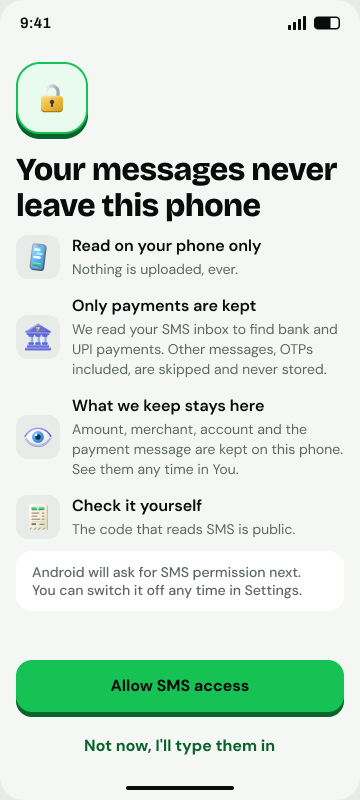 9:41
Your messages never
leave this phone
Read on your phone only
Nothing is uploaded, ever.
Only payments are kept
We read your SMS inbox to find bank and
UPI payments. Other messages, OTPs
included, are skipped and never stored.
What we keep stays here
Amount, merchant, account and the
payment message are kept on this phone.
See them any time in You.
Check it yourself
The code that reads SMS is public.
Android will ask for SMS permission next.
You can switch it off any time in Settings.
Allow SMS access
Not now, I'll type them in